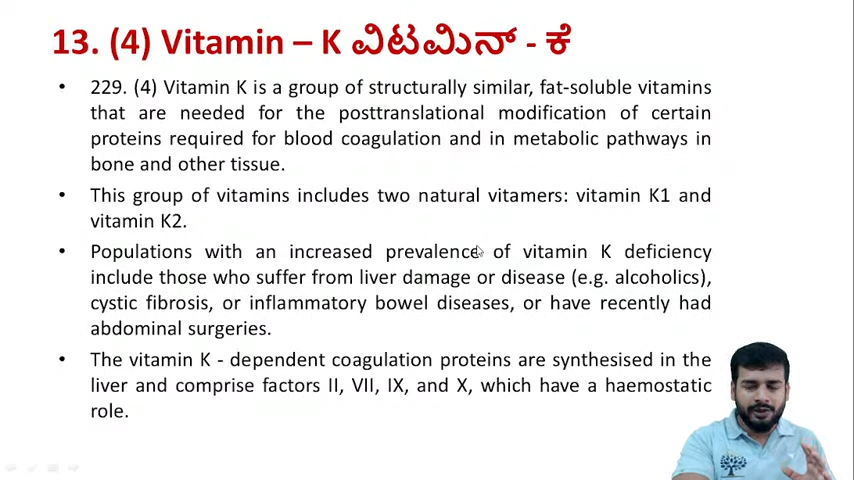 13. (4) Vitamin – K ವಿಟಮಿನ್ - ಕೆ
• 229. (4) Vitamin K is a group of structurally similar, fat-soluble vitamins
that are needed for the posttranslational modification of certain
proteins required for blood coagulation and in metabolic pathways in
bone and other tissue.
• This group of vitamins includes two natural vitamers: vitamin K1 and
vitamin K2.
• Populations with an increased prevalence of vitamin K deficiency
include those who suffer from liver damage or disease (e.g. alcoholics),
cystic fibrosis, or inflammatory bowel diseases, or have recently had
abdominal surgeries.
• The vitamin K - dependent coagulation proteins are synthesised in the
liver and comprise factors II, VII, IX, and X, which have a haemostatic
role.